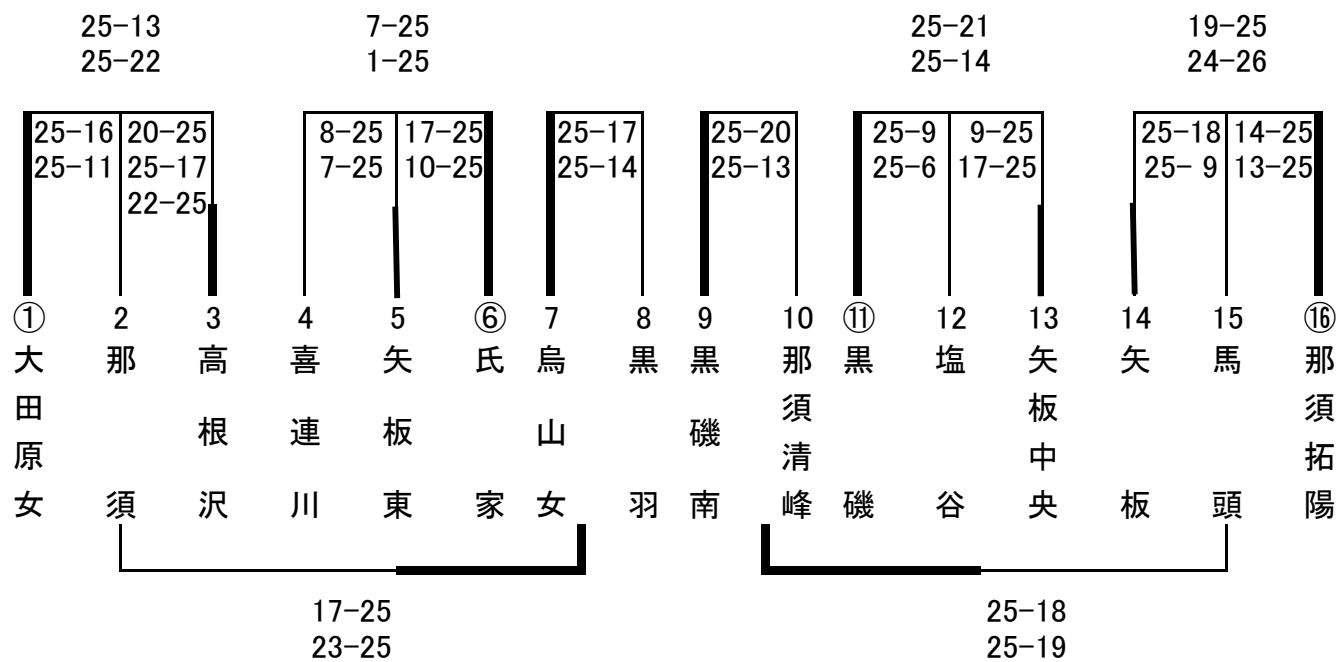 25-13 7-25 25-21 19-25
25-22 1-25 25-14 24-26
25-16 20-25 8-25 17-25 25-17 25-20 25-9 9-25 25-18 14-25
25-11 25-17 7-25 10-25 25-14 25-13 25-6 17-25 25- 9 13-25
22-25
① 2 3 4 5 ⑥ 7 8 9 10 ⑪ 12 13 14 15 ⑯
大田原女
那須
高根沢
喜連川
矢板東
氏家
烏山女
黒羽
黒磯南
那須清峰
黒磯
塩谷
矢板中央
矢板
馬頭
那須拓陽
17-25 25-18
23-25 25-19